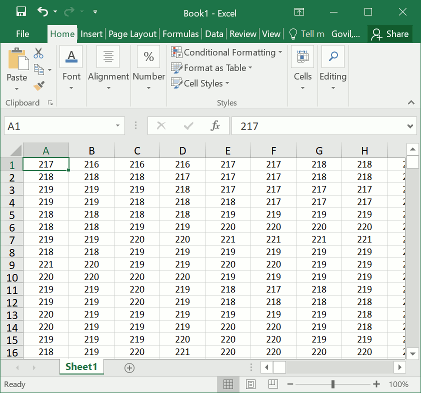 Book1 - Excel
File Home Insert Page Layout Formulas Data Review View Tell m Govil,... Share
Paste Font Alignment Number Conditional Formatting Cells Editing
Format as Table
Cell Styles
Clipboard Styles
A1 fx 217
A B C D E F G H
1 217 216 216 216 217 217 218 218
2 218 218 218 217 217 217 218 218
3 219 219 219 218 218 217 217 217
4 219 219 218 218 218 217 217 217
5 218 218 218 218 219 219 219 219
6 218 218 218 219 220 220 220 219
7 219 219 220 220 221 221 221 221
8 218 218 219 219 220 220 219 219
9 221 220 220 219 219 219 219 219
10 220 220 220 219 219 219 219 219
11 219 219 220 219 218 217 218 219
12 219 219 219 219 218 218 218 219
13 220 220 219 219 219 219 219 219
14 220 219 219 219 219 219 219 218
15 219 219 219 219 220 220 219 218
16 218 219 220 221 220 220 220 220
Sheet1
Ready 100%